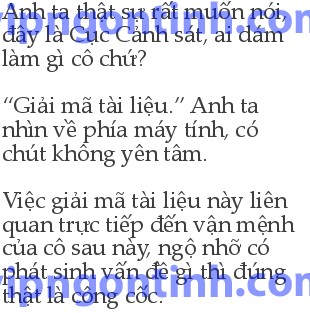 Anh ta thật sự rất muốn nói,
đây là Cục Cảnh sát, ai dám
làm gì cô chứ?
“Giải mã tài liệu.” Anh ta
nhìn về phía máy tính, có
chút không yên tâm.
Việc giải mã tài liệu này liên
quan trực tiếp đến vận mệnh
của cô sau này, ngộ nhỡ có
phát sinh vấn đề gì thì đúng
thật là công cốc.